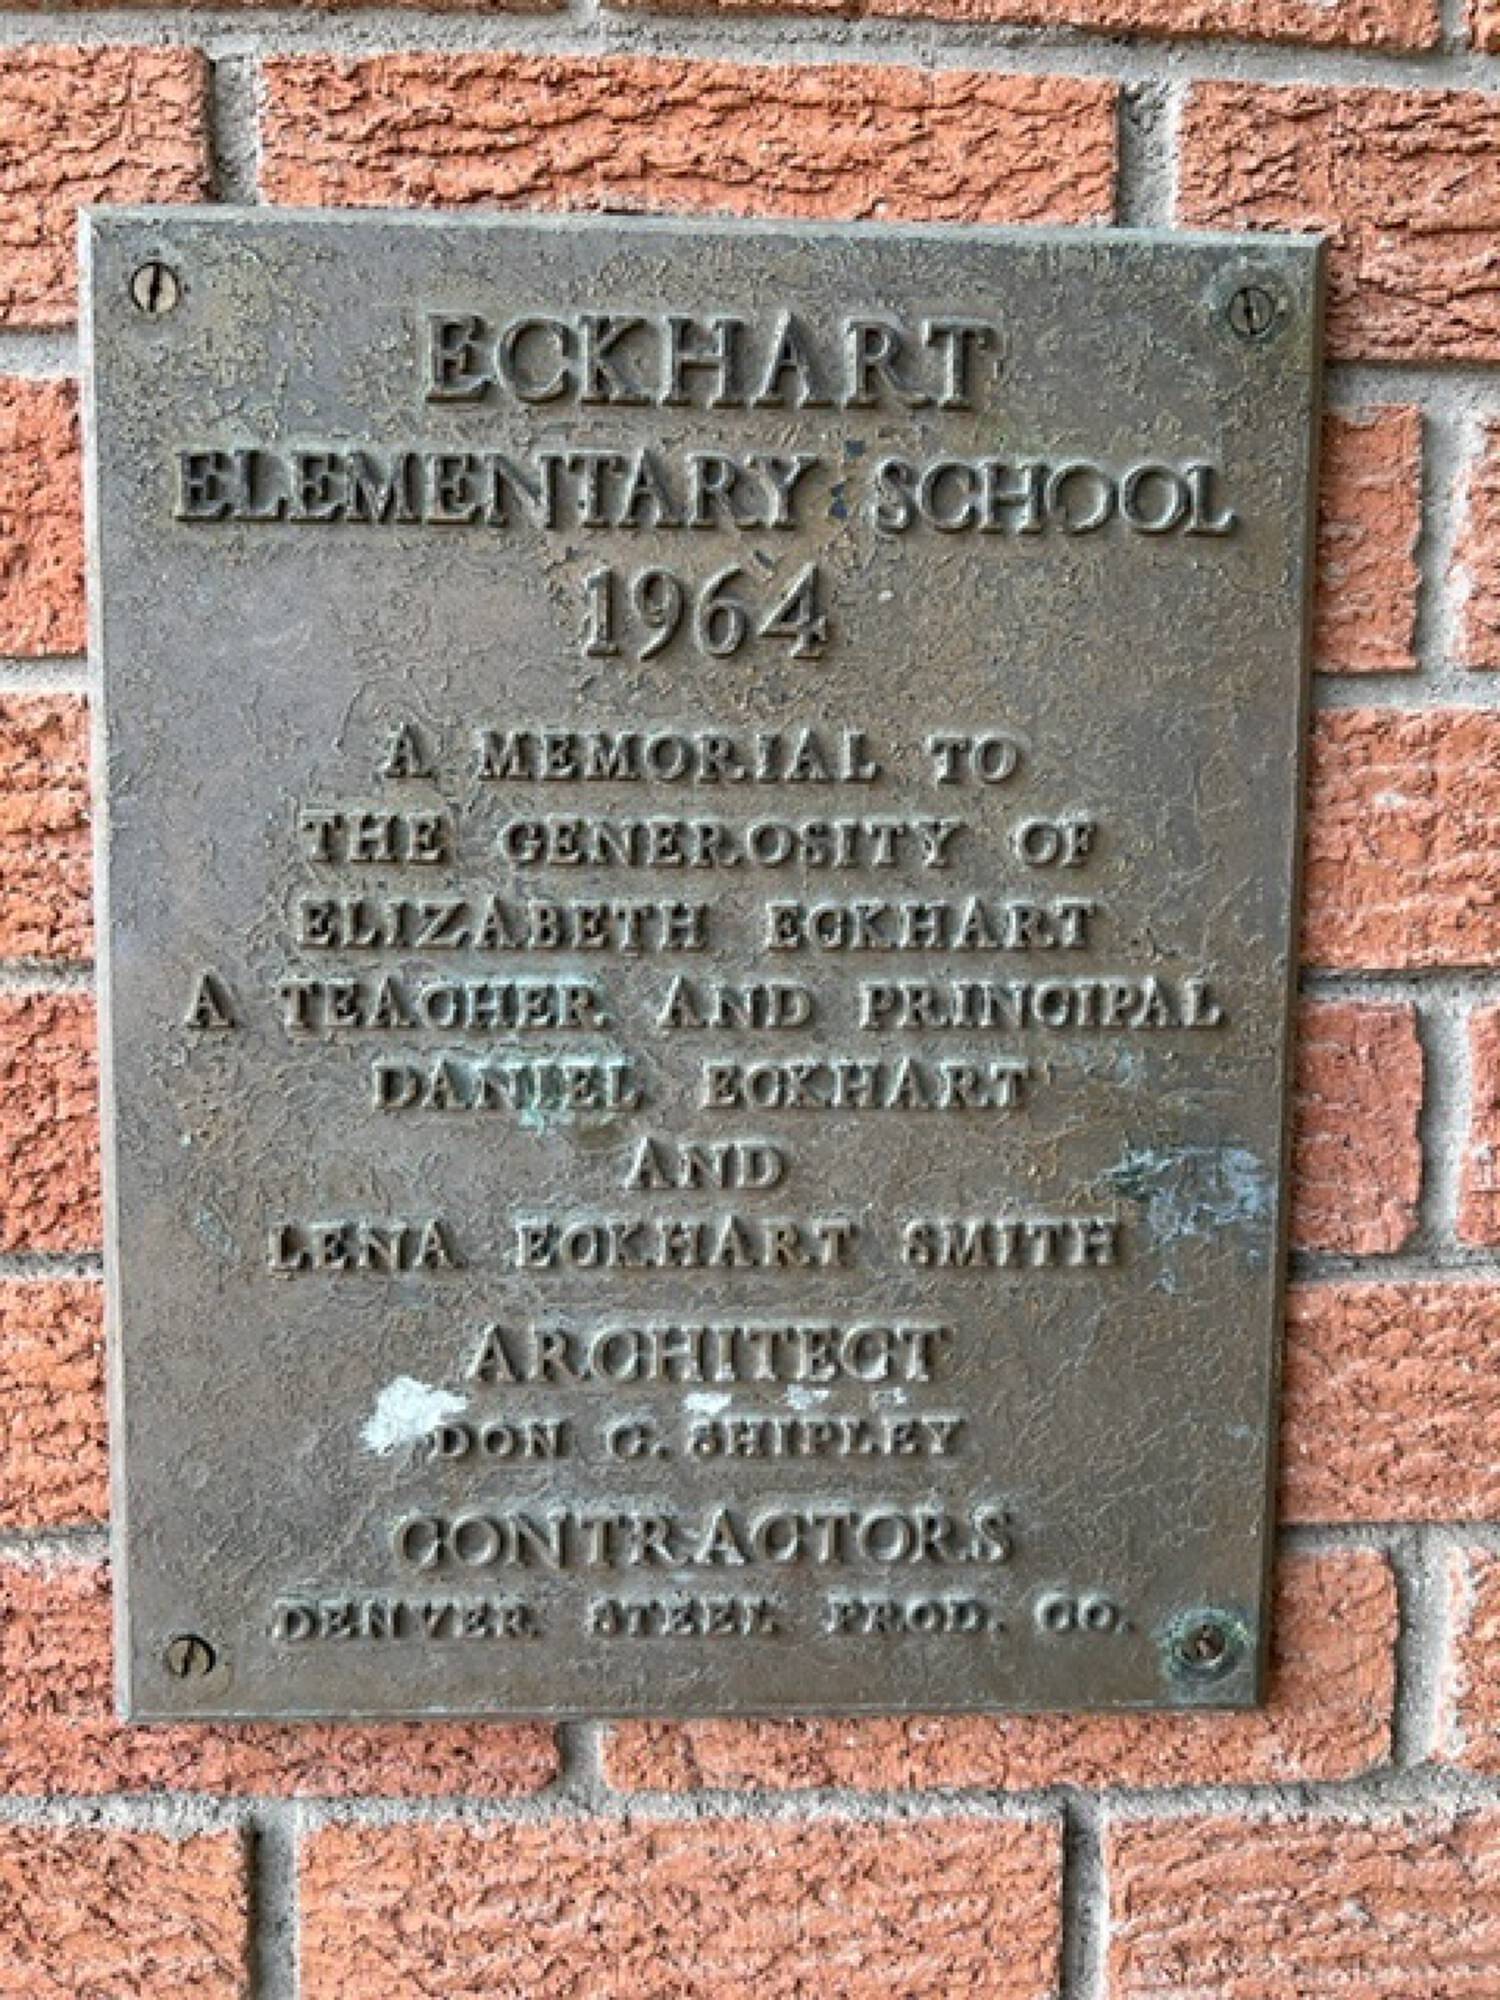 ECKHART
ELEMENTARY SCHOOL
1964
A MEMORIAL TO
THE GENEROSITY OF
ELIZABETH ECKHART
A TEACHER AND PRINCIPAL
DANIEL ECKHART
AND
LENA ECKHART SMITH
ARCHITECT
DON G. SHIPLEY
CONTRACTORS
DENVER STEEL PROD. CO.